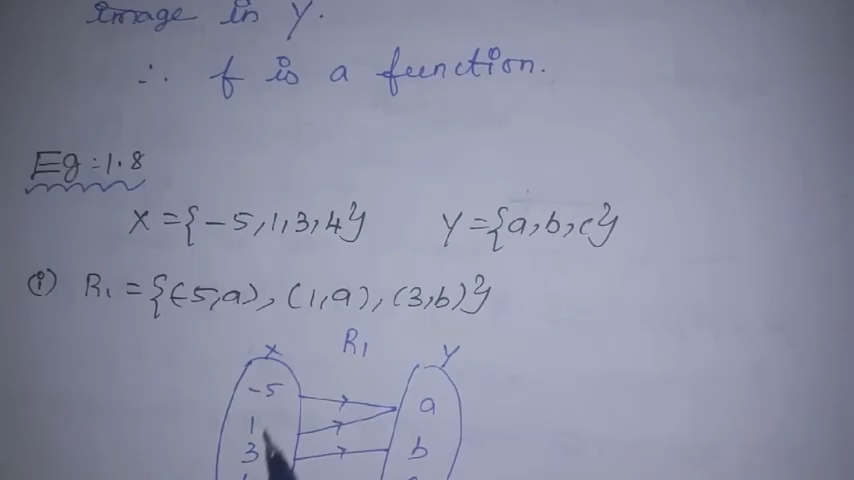 image in Y.
∴ f is a function.
Eg:1.8
X = {-5,1,3,4} Y = {a,b,c}
(i) R₁ = {(-5,a), (1,a), (3,b)}
X R₁ Y
-5 a
1
3 b